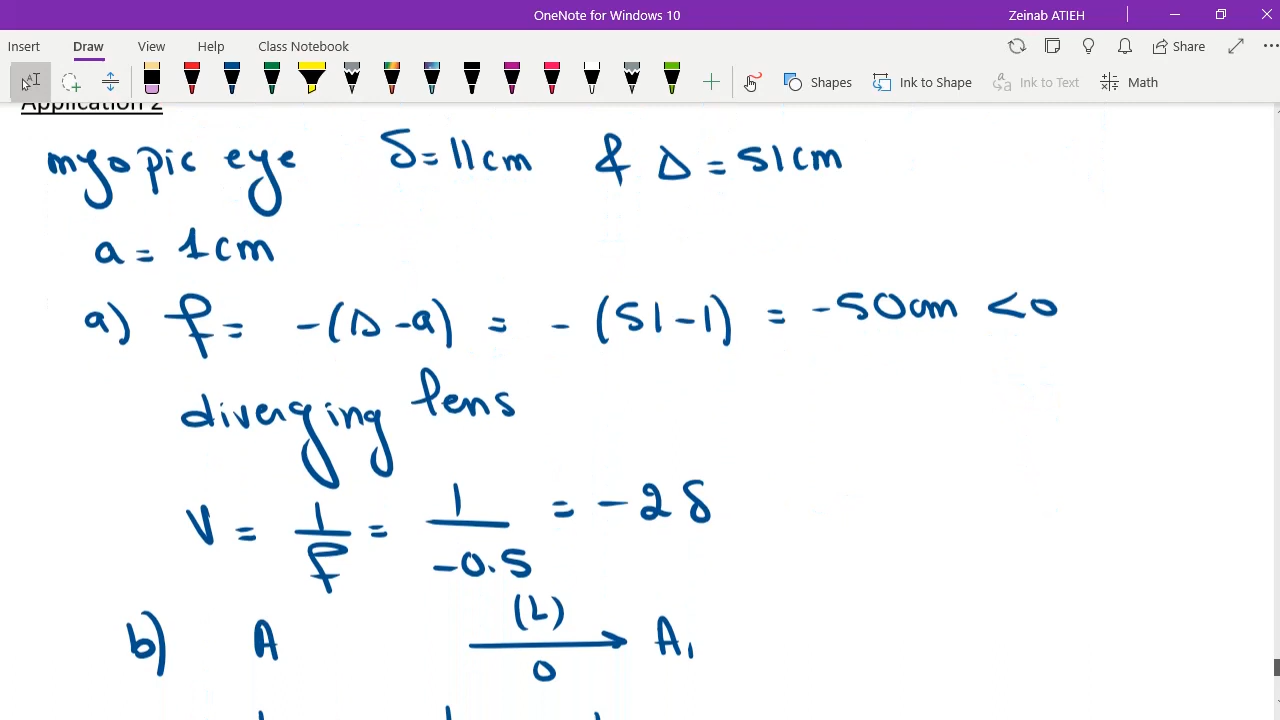 OneNote for Windows 10
Zeinab ATIEH
Insert Draw View Help Class Notebook Share
Shapes Ink to Shape Ink to Text Math
Application 2
myopic eye δ = 11cm & Δ = 51cm
a = 1cm
a) f = -(Δ - a) = - (51 - 1) = -50cm < 0
diverging lens
V = 1/f = 1/-0.5 = -2 δ
b) A (L) A₁
O